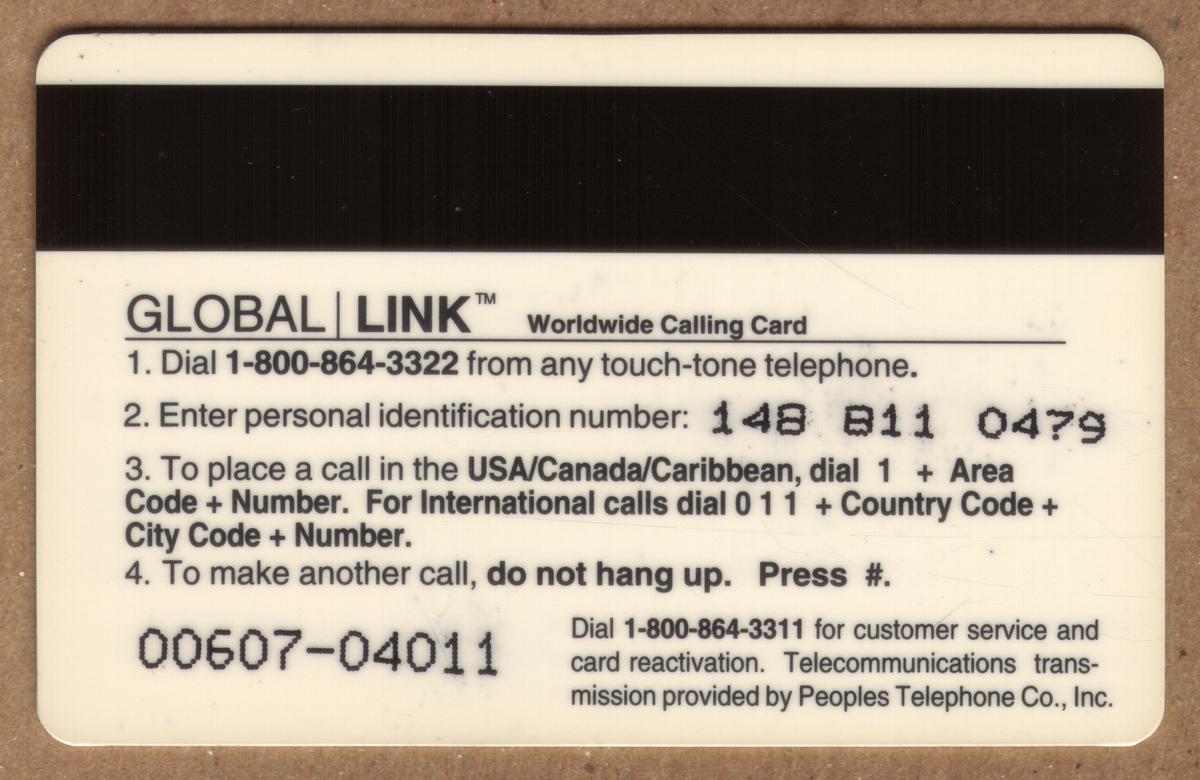 GLOBAL | LINK™ Worldwide Calling Card
1. Dial 1-800-864-3322 from any touch-tone telephone.
2. Enter personal identification number: 148 811 0479
3. To place a call in the USA/Canada/Caribbean, dial 1 + Area
Code + Number. For International calls dial 0 1 1 + Country Code +
City Code + Number.
4. To make another call, do not hang up. Press #.
00607-04011
Dial 1-800-864-3311 for customer service and
card reactivation. Telecommunications trans-
mission provided by Peoples Telephone Co., Inc.